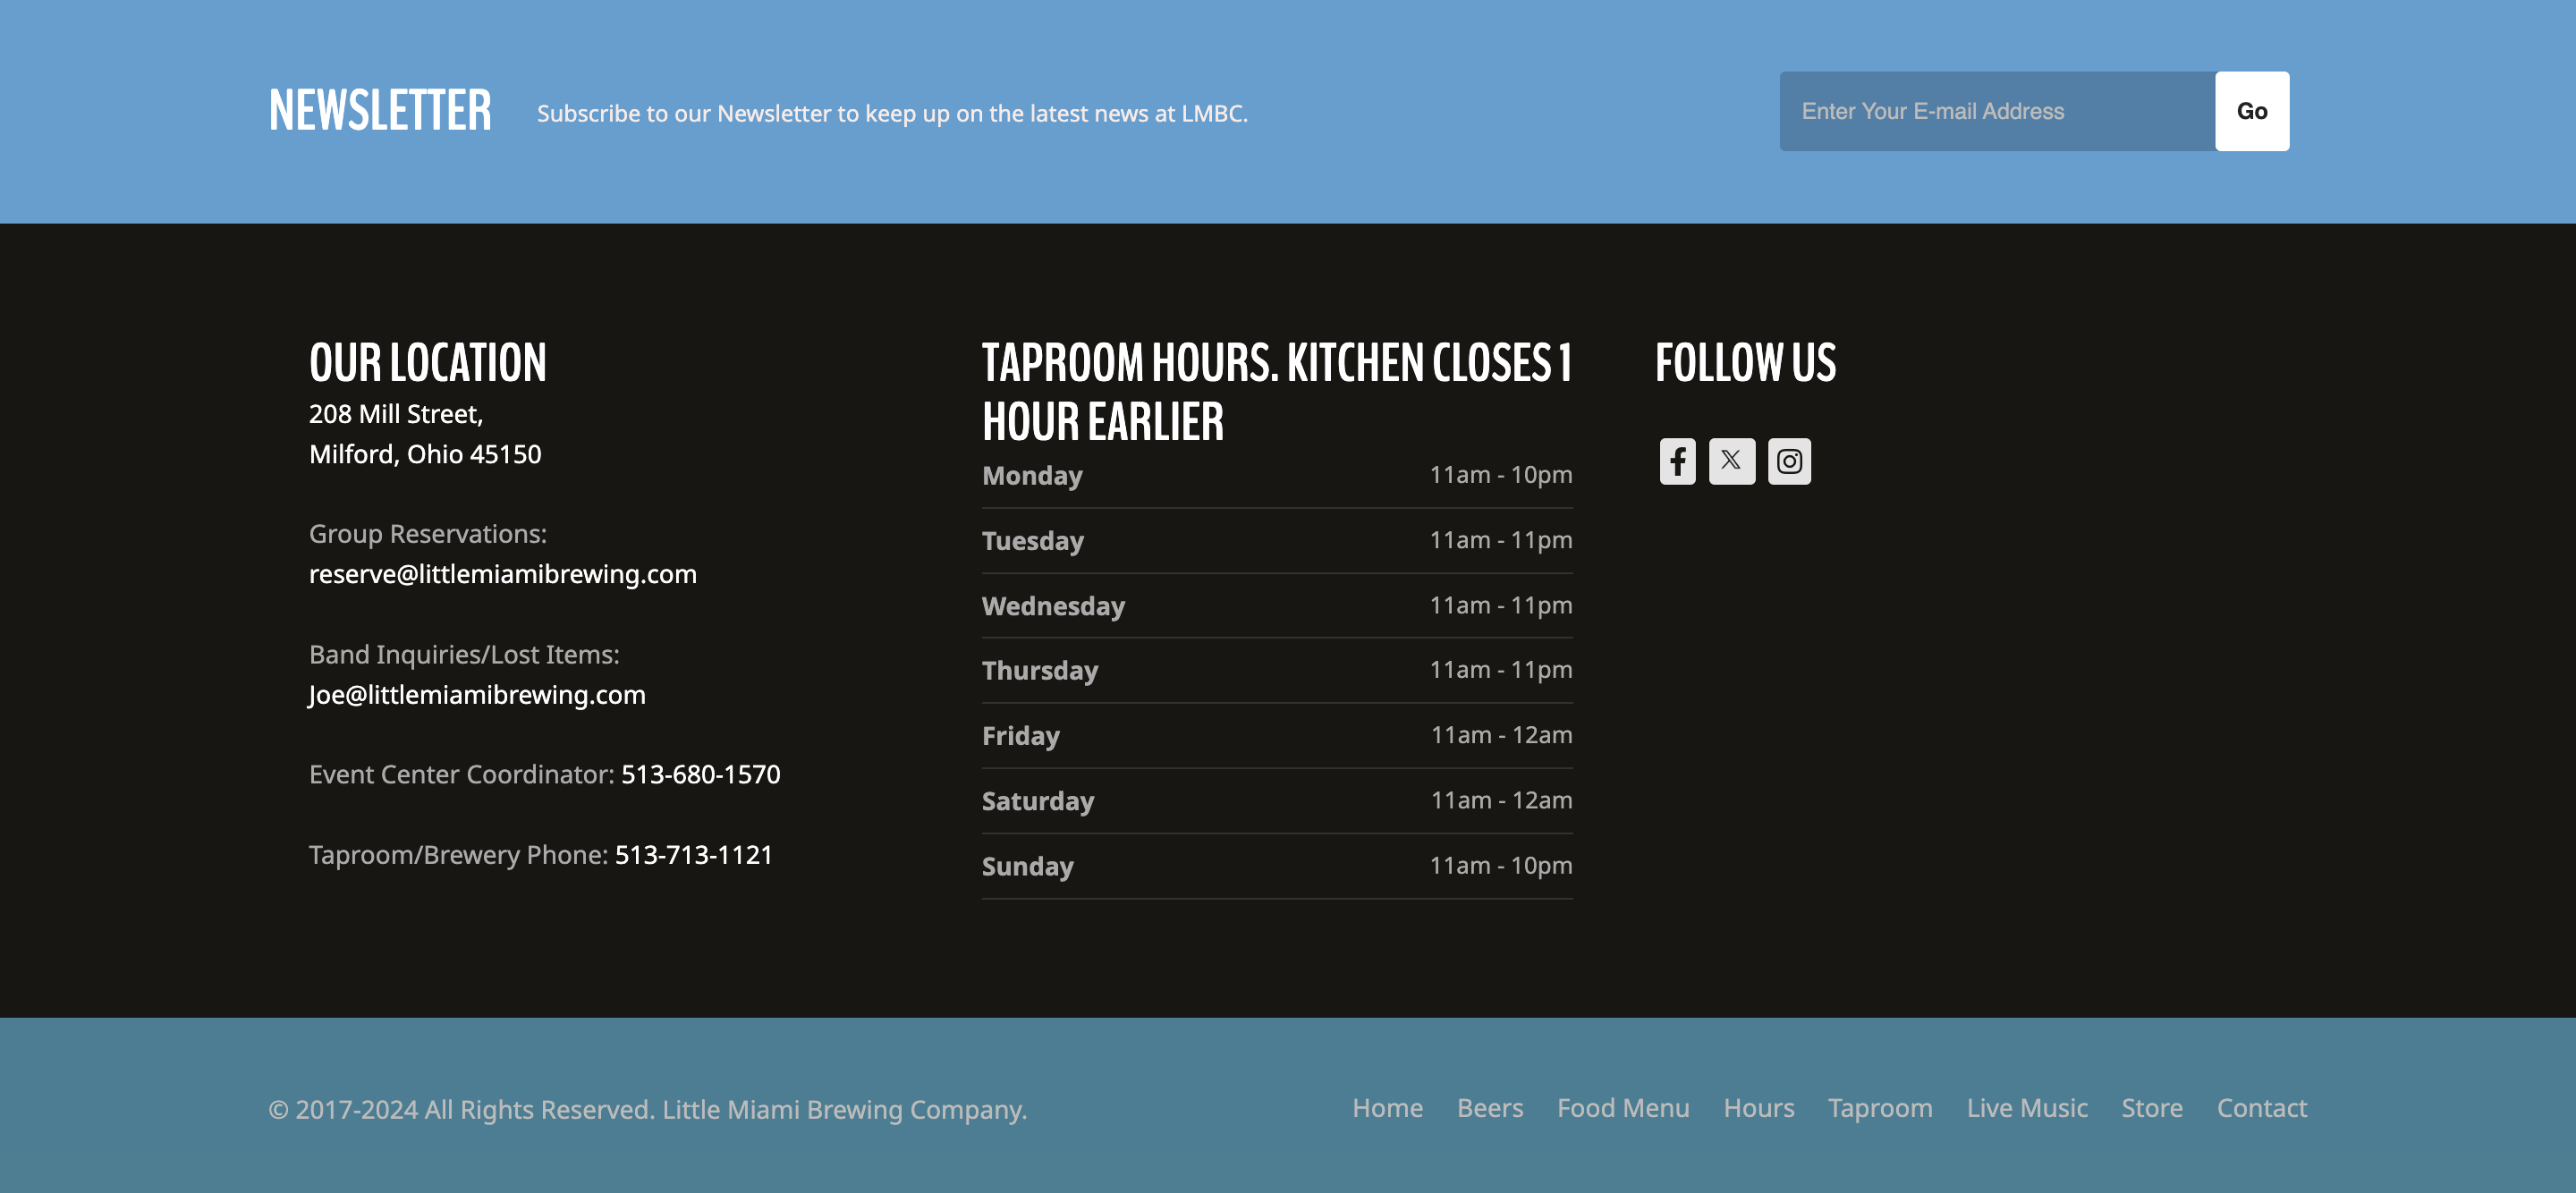 NEWSLETTER
Subscribe to our Newsletter to keep up on the latest news at LMBC.
Enter Your E-mail Address
Go
OUR LOCATION
208 Mill Street,
Milford, Ohio 45150
Group Reservations:
reserve@littlemiamibrewing.com
Band Inquiries/Lost Items:
Joe@littlemiamibrewing.com
Event Center Coordinator: 513-680-1570
Taproom/Brewery Phone: 513-713-1121
TAPROOM HOURS. KITCHEN CLOSES 1
HOUR EARLIER
Monday 11am - 10pm
Tuesday 11am - 11pm
Wednesday 11am - 11pm
Thursday 11am - 11pm
Friday 11am - 12am
Saturday 11am - 12am
Sunday 11am - 10pm
FOLLOW US
© 2017-2024 All Rights Reserved. Little Miami Brewing Company.
Home Beers Food Menu Hours Taproom Live Music Store Contact